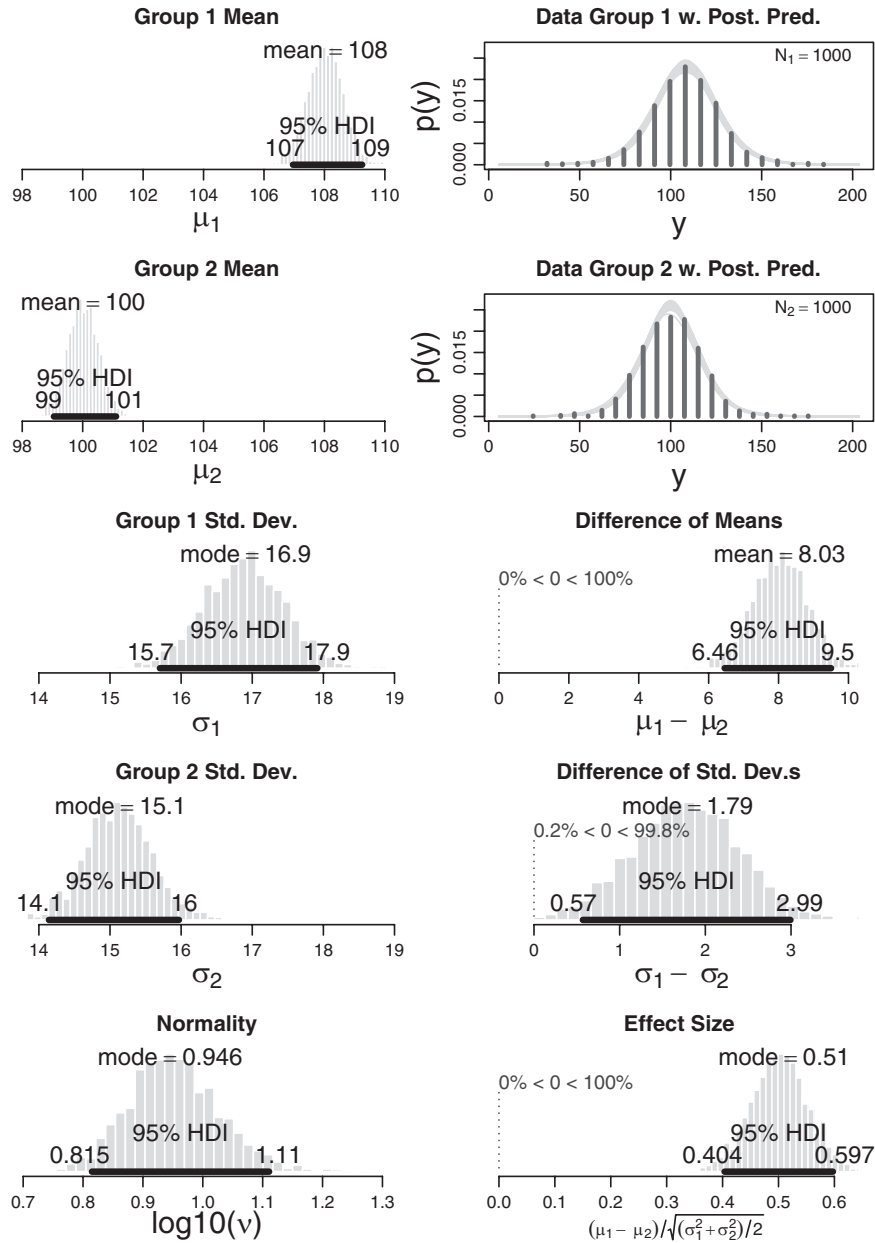 Group 1 Mean
mean = 108
95% HDI
107 109
98 100 102 104 106 108 110
μ1
Data Group 1 w. Post. Pred.
N1 = 1000
p(y)
0.000 0.015
0 50 100 150 200
y
Group 2 Mean
mean = 100
95% HDI
99 101
98 100 102 104 106 108 110
μ2
Data Group 2 w. Post. Pred.
N2 = 1000
p(y)
0.000 0.015
0 50 100 150 200
y
Group 1 Std. Dev.
mode = 16.9
95% HDI
15.7 17.9
14 15 16 17 18 19
σ1
Difference of Means
mean = 8.03
0% < 0 < 100%
95% HDI
6.46 9.5
0 2 4 6 8 10
μ1 − μ2
Group 2 Std. Dev.
mode = 15.1
95% HDI
14.1 16
14 15 16 17 18 19
σ2
Difference of Std. Dev.s
mode = 1.79
0.2% < 0 < 99.8%
95% HDI
0.57 2.99
0 1 2 3
σ1 − σ2
Normality
mode = 0.946
95% HDI
0.815 1.11
0.7 0.8 0.9 1.0 1.1 1.2 1.3
log10(ν)
Effect Size
mode = 0.51
0% < 0 < 100%
95% HDI
0.404 0.597
0.0 0.1 0.2 0.3 0.4 0.5 0.6
(μ1 − μ2)/√(σ1² + σ2²)/2